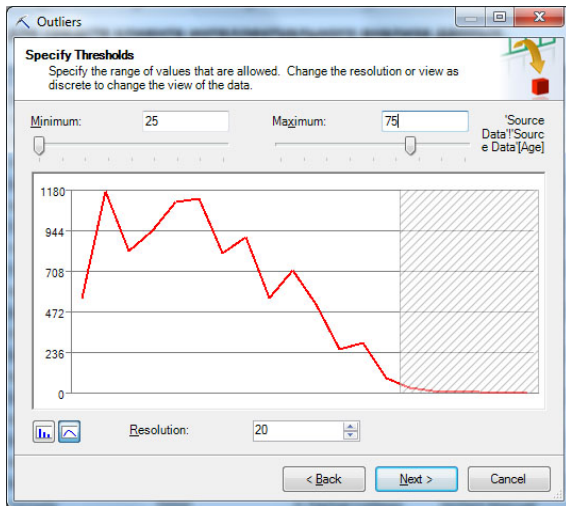 Outliers
Specify Thresholds
Specify the range of values that are allowed. Change the resolution or view as
discrete to change the view of the data.
Minimum: 25 Maximum: 75 'Source
Data'!'Sourc
e Data'[Age]
1180
944
708
472
236
0
Resolution: 20
< Back Next > Cancel